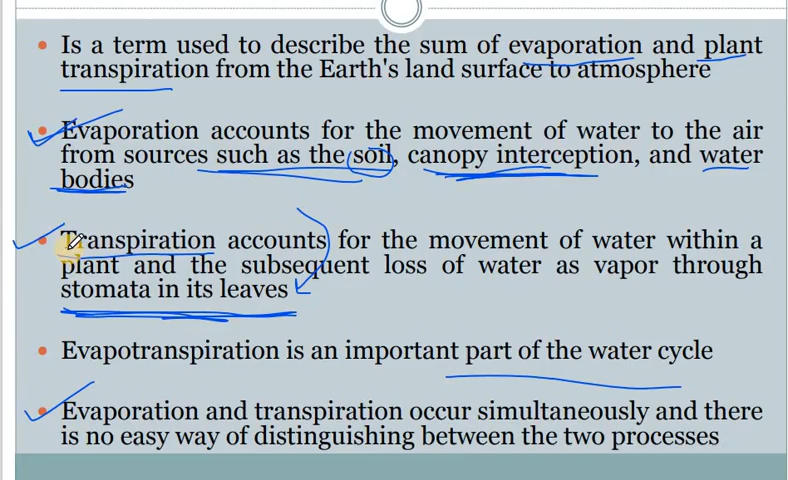 Is a term used to describe the sum of evaporation and plant
transpiration from the Earth's land surface to atmosphere
Evaporation accounts for the movement of water to the air
from sources such as the soil, canopy interception, and water
bodies
Transpiration accounts for the movement of water within a
plant and the subsequent loss of water as vapor through
stomata in its leaves
Evapotranspiration is an important part of the water cycle
Evaporation and transpiration occur simultaneously and there
is no easy way of distinguishing between the two processes